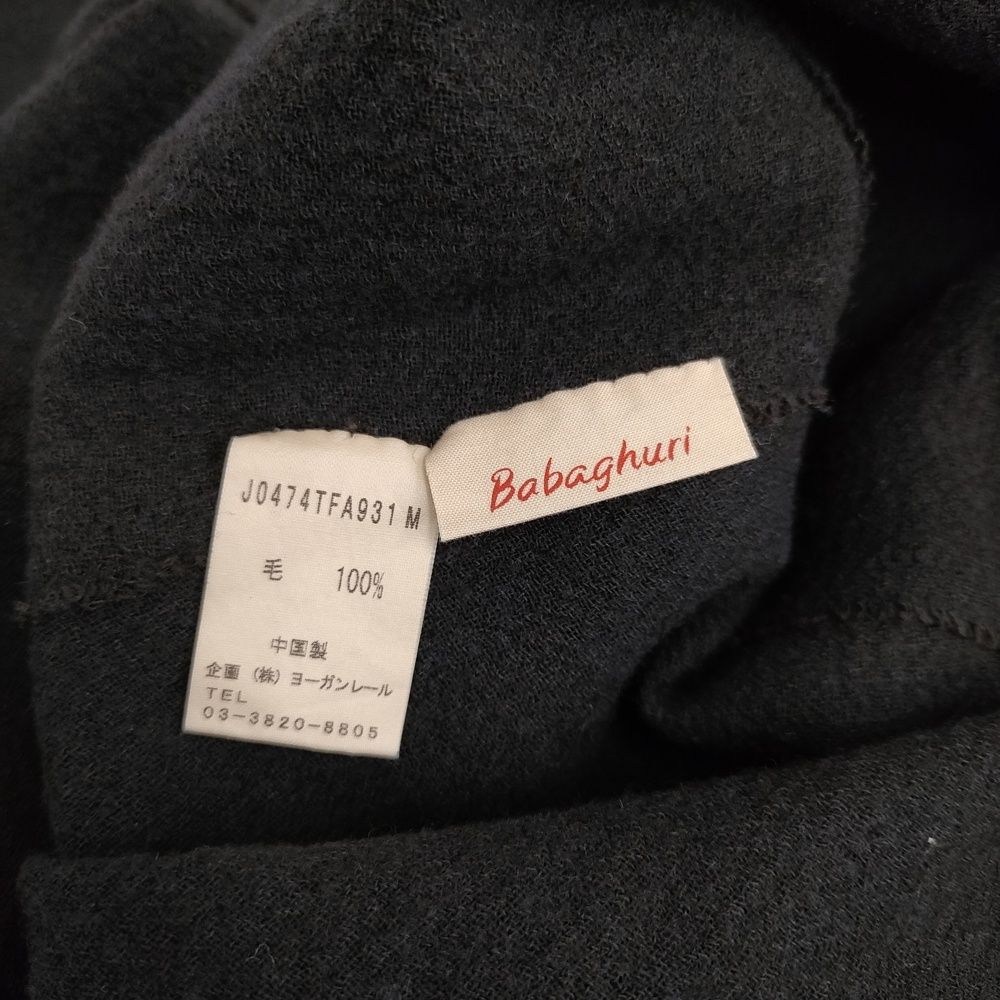 J0474TFA931 M
毛 100%
中国製
企画 (株) ヨーガンレール
TEL
03-3820-8805
Babaghuri